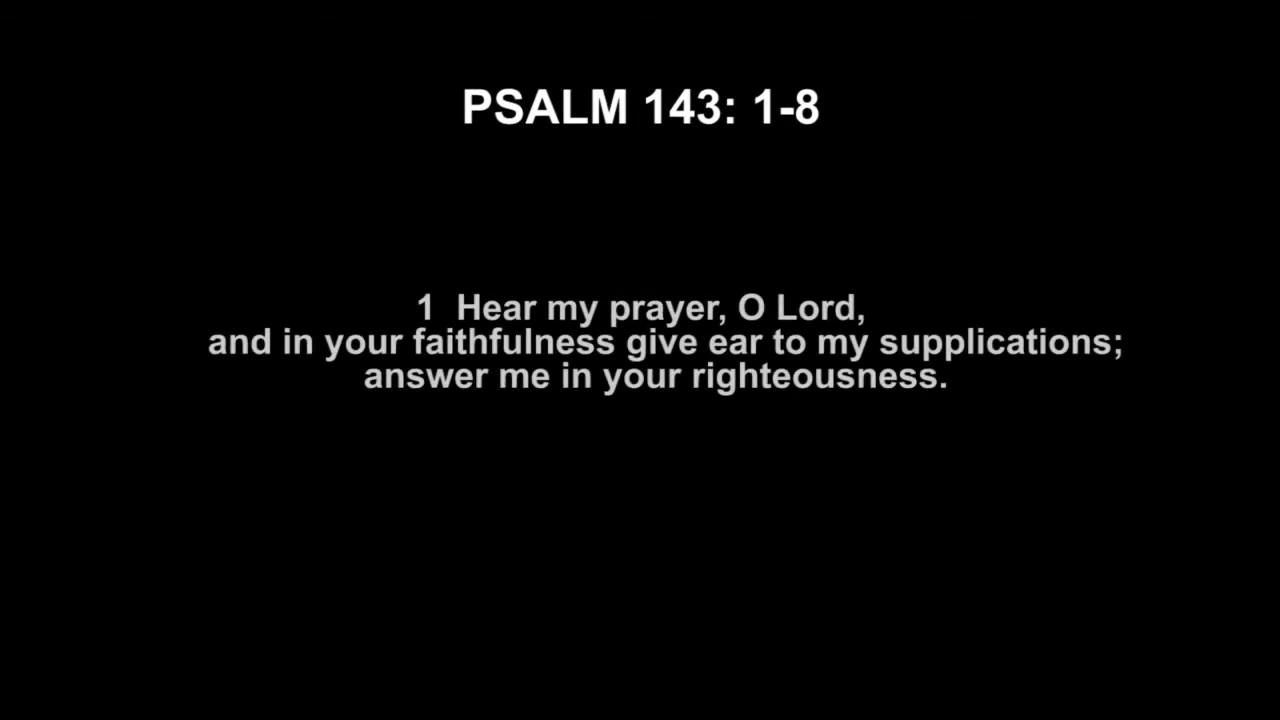 PSALM 143: 1-8
1 Hear my prayer, O Lord,
and in your faithfulness give ear to my supplications;
answer me in your righteousness.